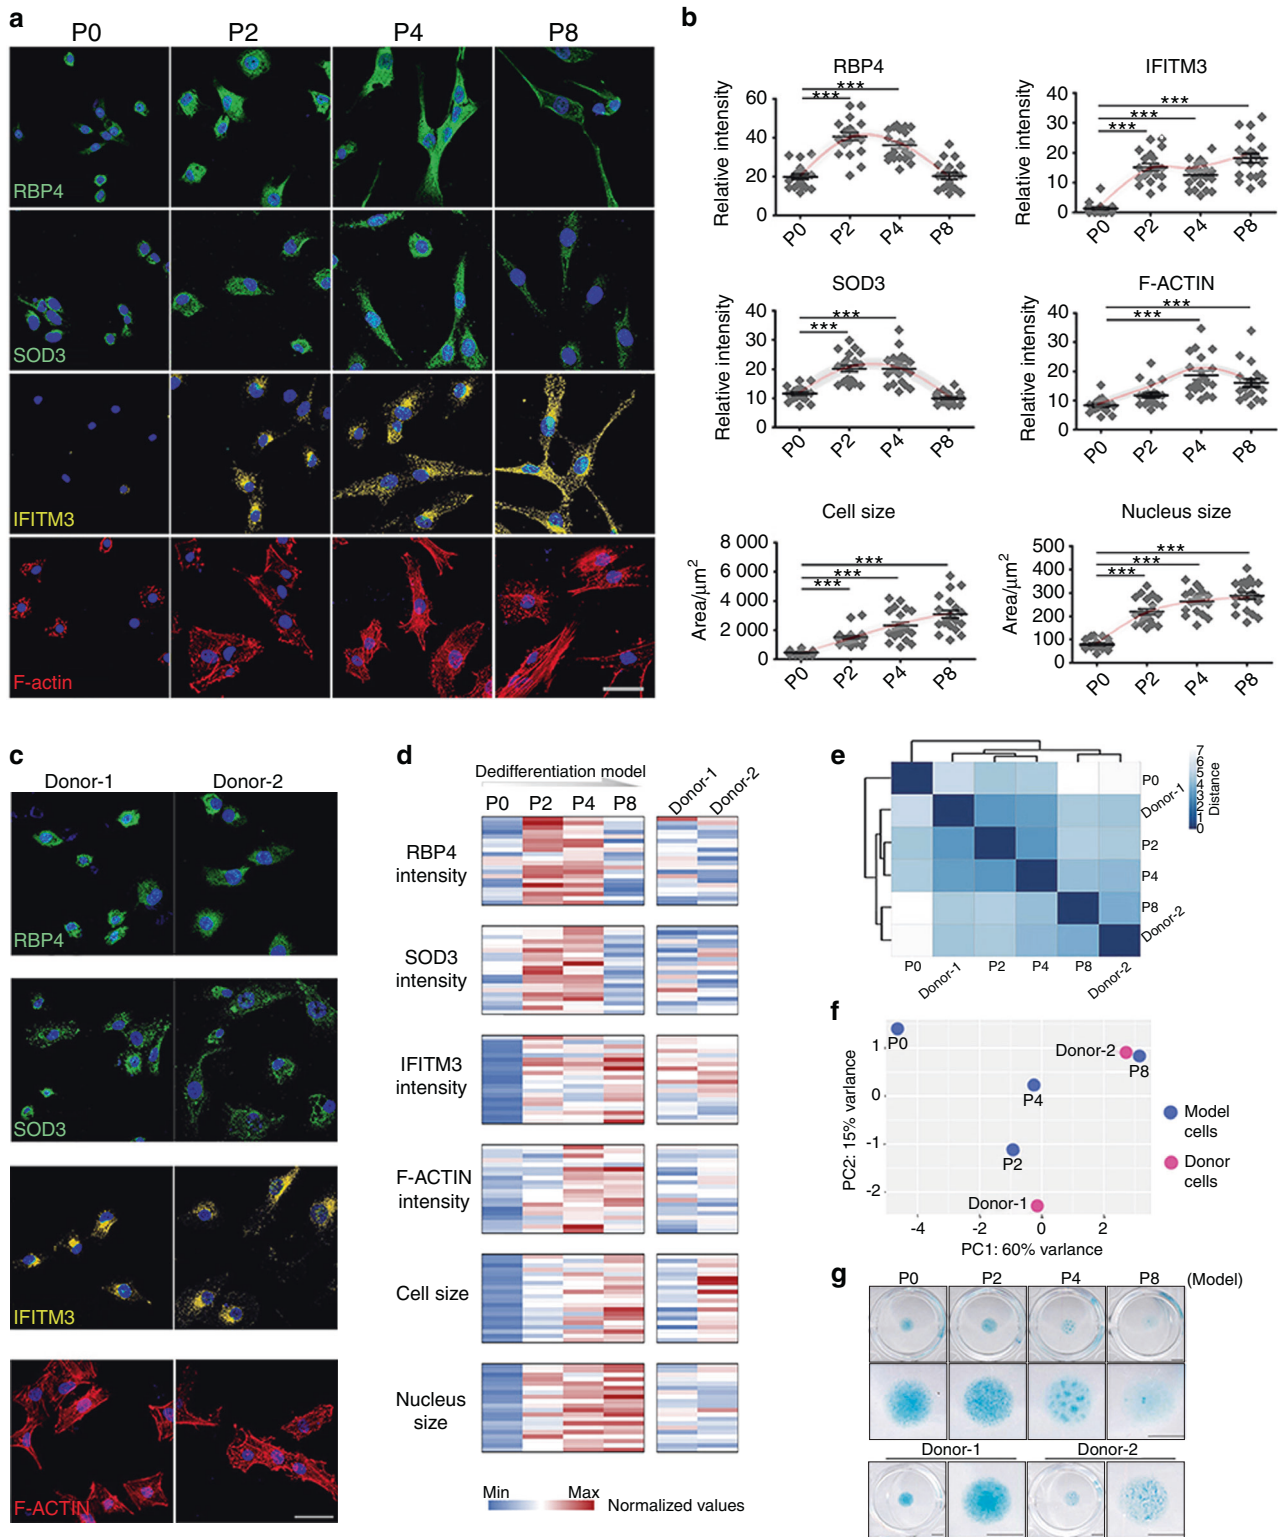 a
P0 P2 P4 P8
RBP4
SOD3
IFITM3
F-actin
b
RBP4
Relative intensity
60
40
20
0
***
***
P0 P2 P4 P8
IFITM3
Relative intensity
40
30
20
10
0
***
***
***
P0 P2 P4 P8
SOD3
Relative intensity
40
30
20
10
0
***
***
P0 P2 P4 P8
F-ACTIN
Relative intensity
40
30
20
10
0
***
***
P0 P2 P4 P8
Cell size
Area/μm²
8 000
6 000
4 000
2 000
0
***
***
***
P0 P2 P4 P8
Nucleus size
Area/μm²
500
400
300
200
100
0
***
***
***
P0 P2 P4 P8
c
Donor-1 Donor-2
RBP4
SOD3
IFITM3
F-ACTIN
d
Dedifferentiation model
P0 P2 P4 P8 Donor-1 Donor-2
RBP4
intensity
SOD3
intensity
IFITM3
intensity
F-ACTIN
intensity
Cell size
Nucleus
size
Min Max
Normalized values
e
P0
Donor-1
P2
P4
P8
Donor-2
P0 Donor-1 P2 P4 P8 Donor-2
7
6
5
4
3
2
1
0
Distance
f
PC2: 15% varlance
1
0
-1
-2
P0
Donor-2
P8
P4
P2
Donor-1
-4 -2 0 2
PC1: 60% varlance
Model
cells
Donor
cells
g
P0 P2 P4 P8 (Model)
Donor-1 Donor-2